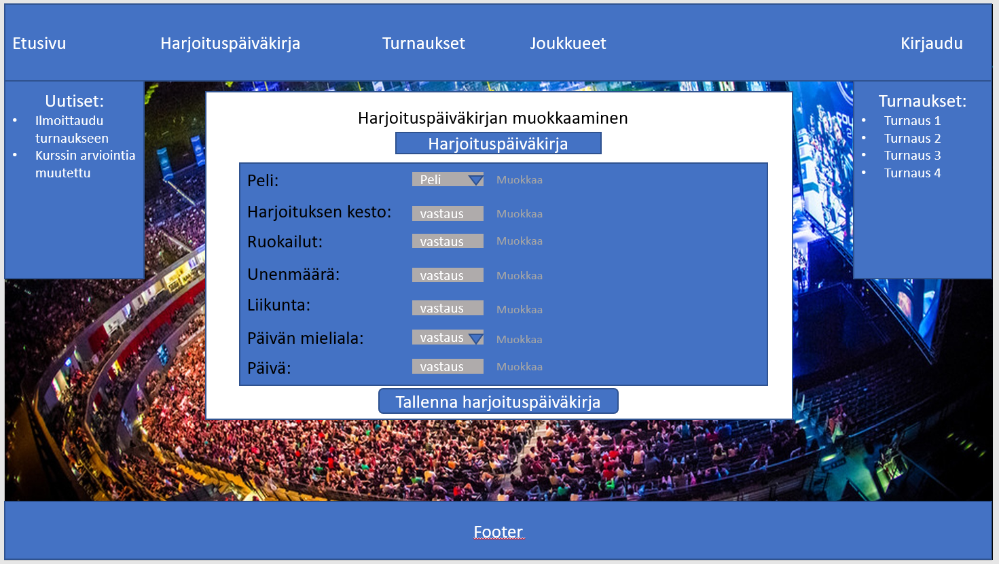 Etusivu
Harjoituspäiväkirja
Turnaukset
Joukkueet
Kirjaudu
Uutiset:
• Ilmoittaudu
turnaukseen
• Kurssin arviointia
muutettu
Harjoituspäiväkirjan muokkaaminen
Harjoituspäiväkirja
Peli: Peli Muokkaa
Harjoituksen kesto: vastaus Muokkaa
Ruokailut: vastaus Muokkaa
Unenmäärä: vastaus Muokkaa
Liikunta: vastaus Muokkaa
Päivän mieliala: vastaus Muokkaa
Päivä: vastaus Muokkaa
Tallenna harjoituspäiväkirja
Turnaukset:
• Turnaus 1
• Turnaus 2
• Turnaus 3
• Turnaus 4
Footer